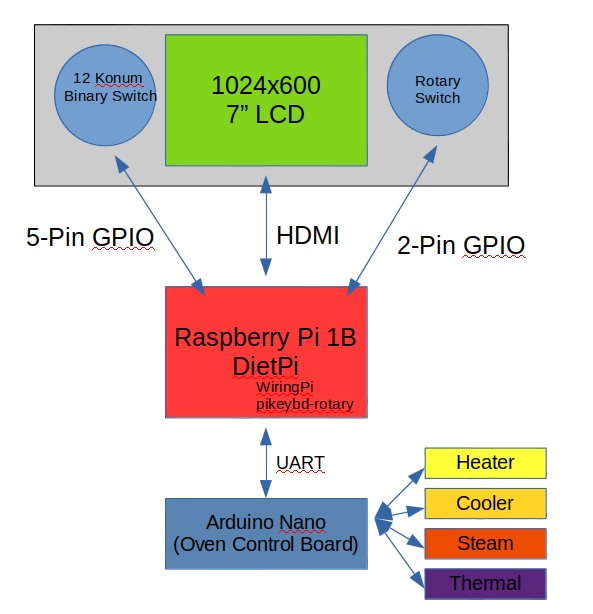 12 Konum
Binary Switch
1024x600
7” LCD
Rotary
Switch
5-Pin GPIO
HDMI
2-Pin GPIO
Raspberry Pi 1B
DietPi
WiringPi
pikeybd-rotary
UART
Arduino Nano
(Oven Control Board)
Heater
Cooler
Steam
Thermal